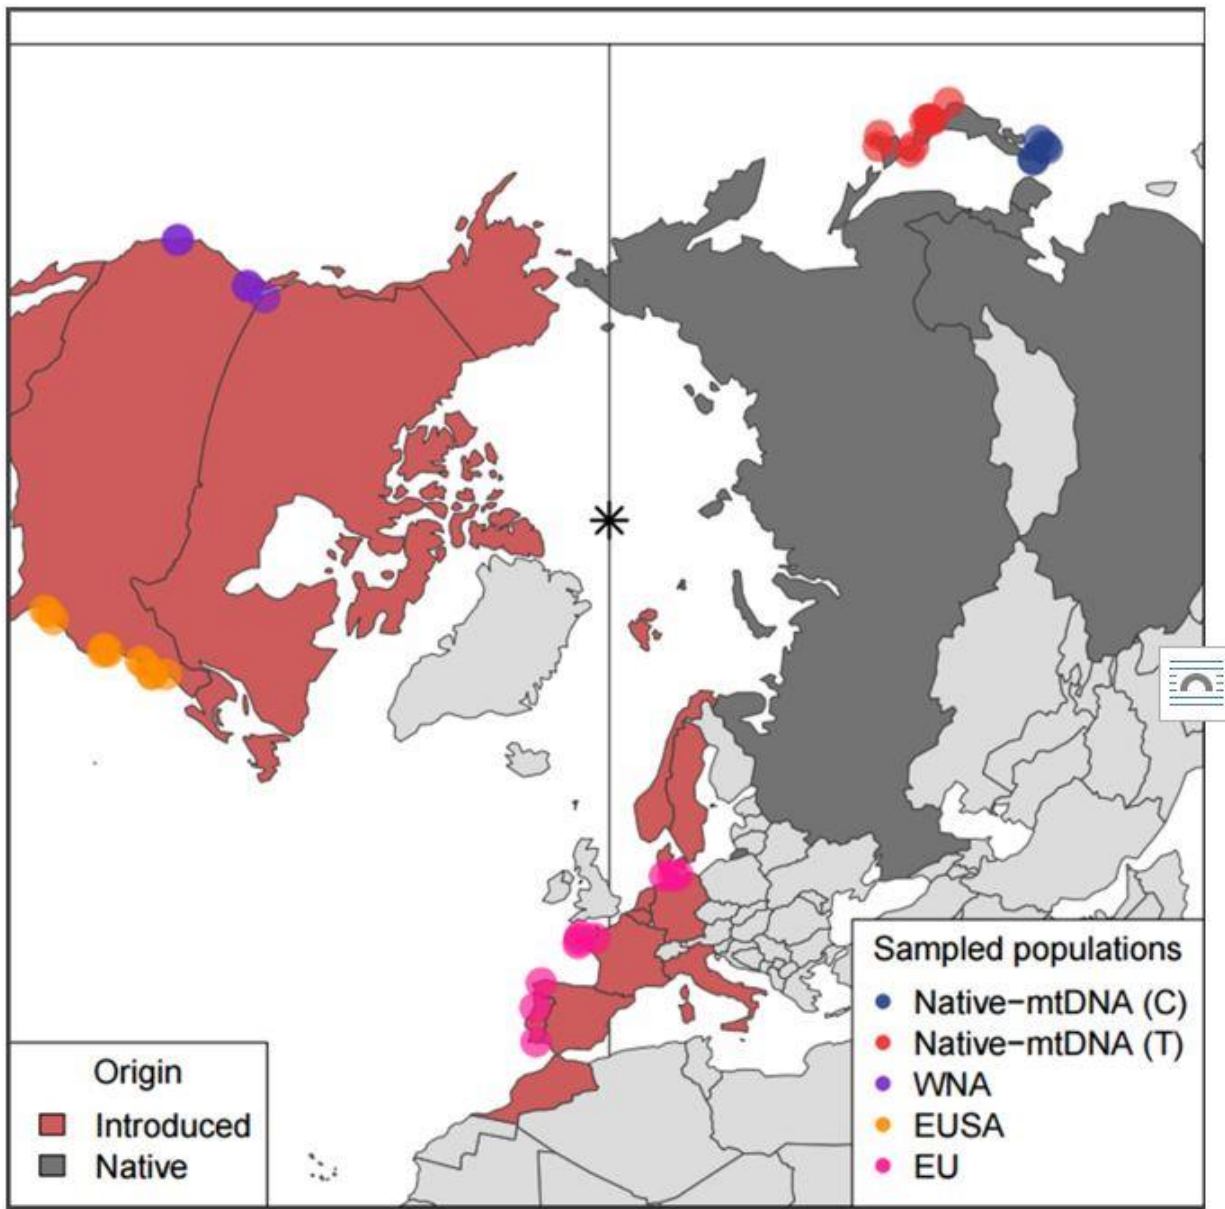 Origin
Introduced
Native
Sampled populations
Native−mtDNA (C)
Native−mtDNA (T)
WNA
EUSA
EU